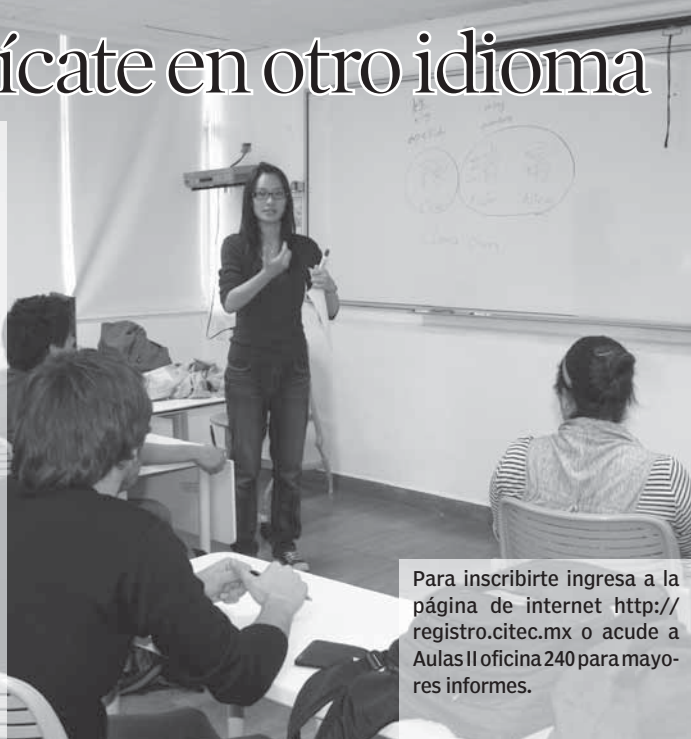 ícate en otro idioma
Para inscribirte ingresa a la
página de internet http://
registro.citec.mx o acude a
Aulas II oficina 240 para mayo-
res informes.